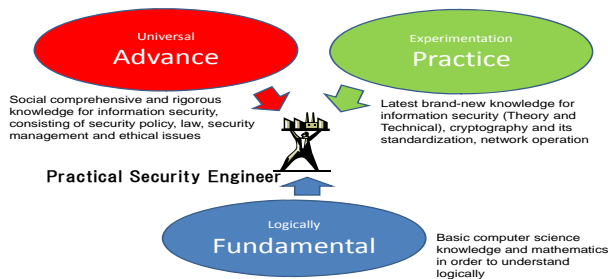 Universal
Advance
Experimentation
Practice
Social comprehensive and rigorous
knowledge for information security,
consisting of security policy, law, security
management and ethical issues
Latest brand-new knowledge for
information security (Theory and
Technical), cryptography and its
standardization, network operation
Practical Security Engineer
Logically
Fundamental
Basic computer science
knowledge and mathematics
in order to understand
logically